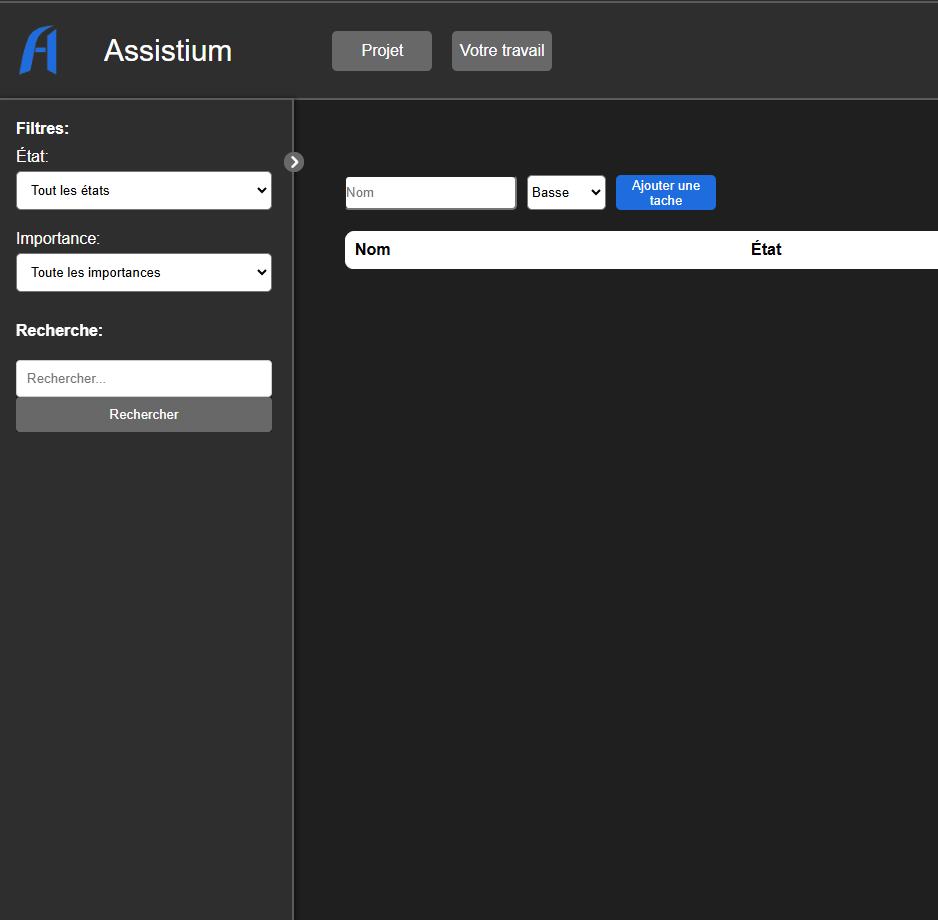 Assistium
Projet
Votre travail
Filtres:
État:
Tout les états
Importance:
Toute les importances
Recherche:
Rechercher...
Rechercher
Nom
Basse
Ajouter une
tache
Nom
État